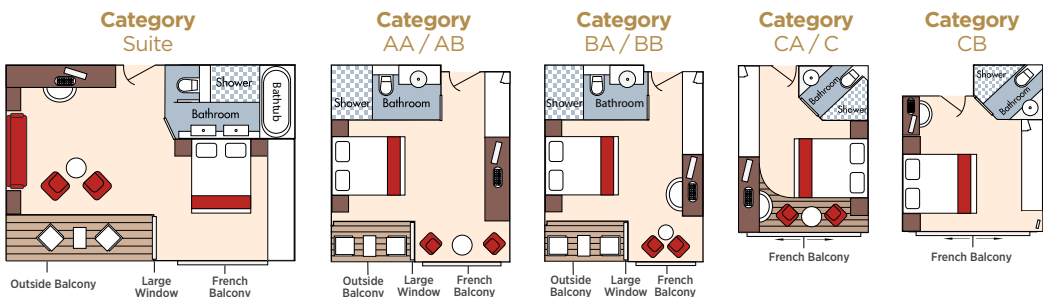 Category
Suite
Shower
Bathroom
Bathtub
Outside Balcony
Large
Window
French
Balcony
Category
AA / AB
Shower
Bathroom
Outside
Balcony
Large
Window
French
Balcony
Category
BA / BB
Shower
Bathroom
Outside
Balcony
Large
Window
French
Balcony
Category
CA / C
Bathroom
Shower
French Balcony
Category
CB
Shower
Bathroom
French Balcony